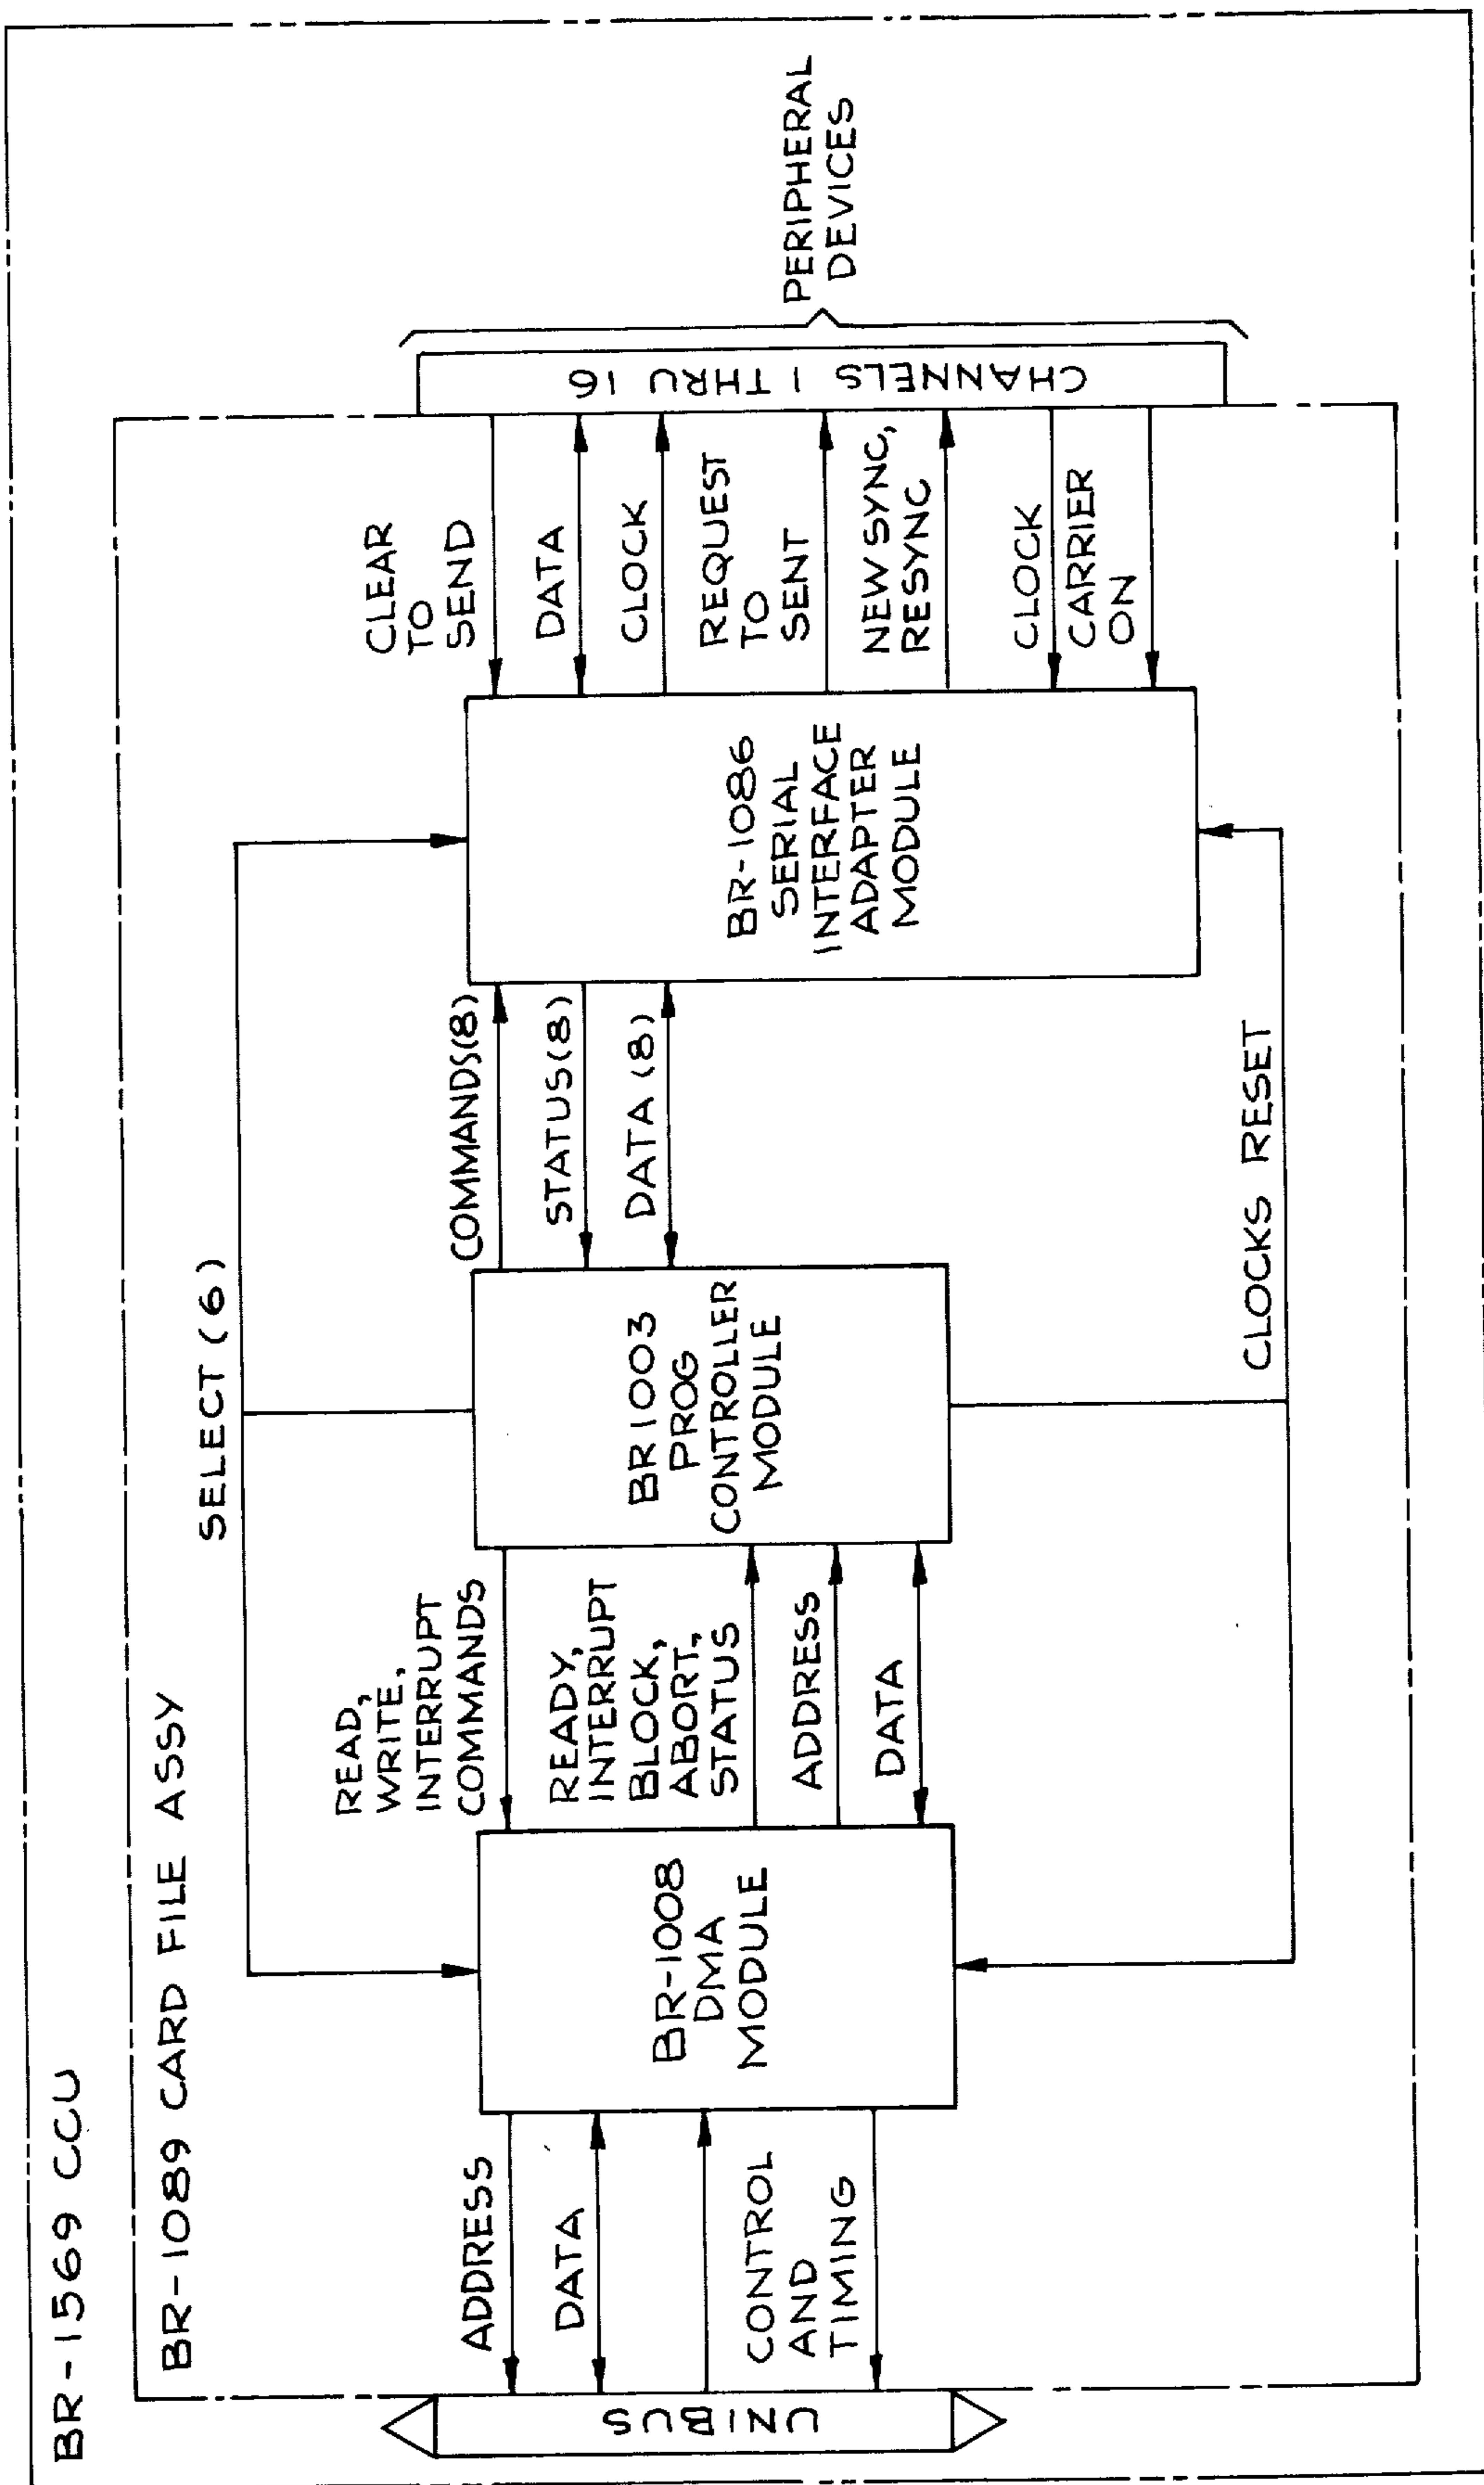 BR-1569 CCU
BR-1089 CARD FILE ASSY
SELECT (6)
UNIBUS
ADDRESS
DATA
CONTROL
AND
TIMING
BR-1008
DMA
MODULE
READ,
WRITE,
INTERRUPT
COMMANDS
READY,
INTERRUPT
BLOCK,
ABORT,
STATUS
ADDRESS
DATA
BR1003
PROG
CONTROLLER
MODULE
COMMANDS(8)
STATUS(8)
DATA (8)
CLOCKS RESET
BR-1086
SERIAL
INTERFACE
ADAPTER
MODULE
CLEAR
TO
SEND
DATA
CLOCK
REQUEST
TO
SENT
NEW SYNC,
RESYNC
CLOCK
CARRIER
ON
CHANNELS 1 THRU 16
PERIPHERAL
DEVICES